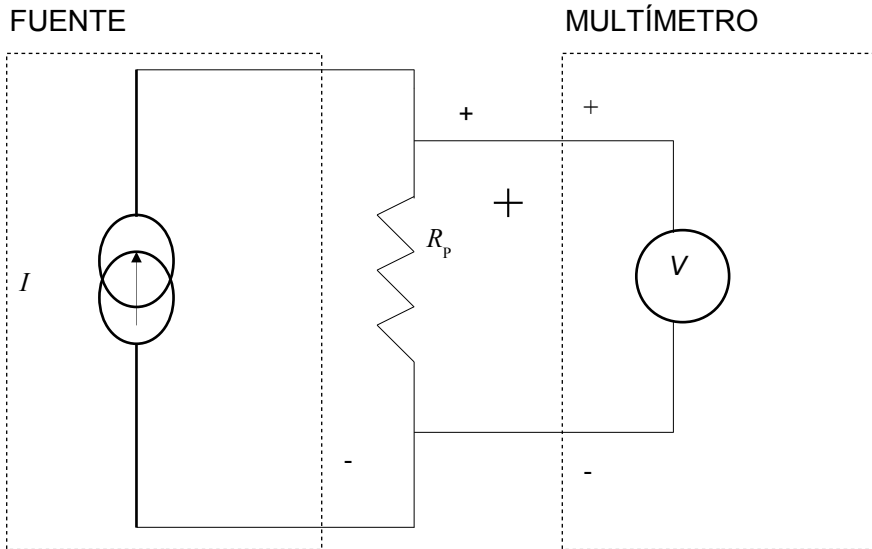 FUENTE
MULTÍMETRO
+
+
+
R_P
V
I
-
-